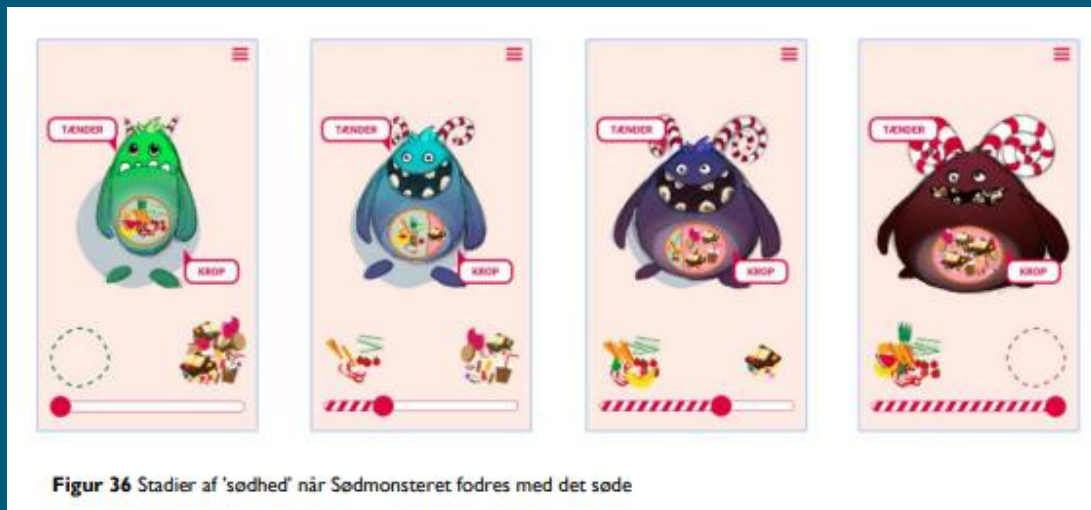 TÆNDER
KROP
TÆNDER
KROP
TÆNDER
KROP
TÆNDER
KROP
Figur 36 Stadier af 'sødhed' når Sødmonsteret fodres med det søde